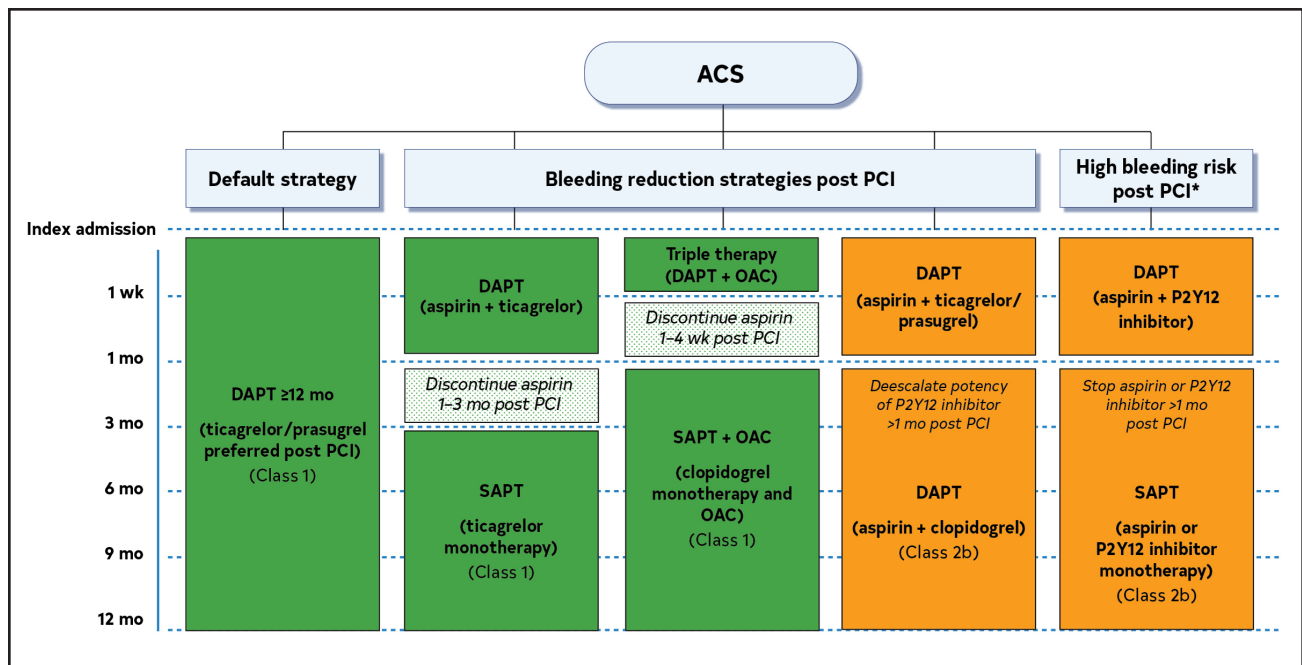 ACS
Default strategy
Bleeding reduction strategies post PCI
High bleeding risk
post PCI*
Index admission
1 wk
1 mo
3 mo
6 mo
9 mo
12 mo
DAPT ≥12 mo
(ticagrelor/prasugrel
preferred post PCI)
(Class 1)
DAPT
(aspirin + ticagrelor)
Discontinue aspirin
1–3 mo post PCI
SAPT
(ticagrelor
monotherapy)
(Class 1)
Triple therapy
(DAPT + OAC)
Discontinue aspirin
1–4 wk post PCI
SAPT + OAC
(clopidogrel
monotherapy and
OAC)
(Class 1)
DAPT
(aspirin + ticagrelor/
prasugrel)
Deescalate potency
of P2Y12 inhibitor
>1 mo post PCI
DAPT
(aspirin + clopidogrel)
(Class 2b)
DAPT
(aspirin + P2Y12
inhibitor)
Stop aspirin or P2Y12
inhibitor >1 mo
post PCI
SAPT
(aspirin or
P2Y12 inhibitor
monotherapy)
(Class 2b)